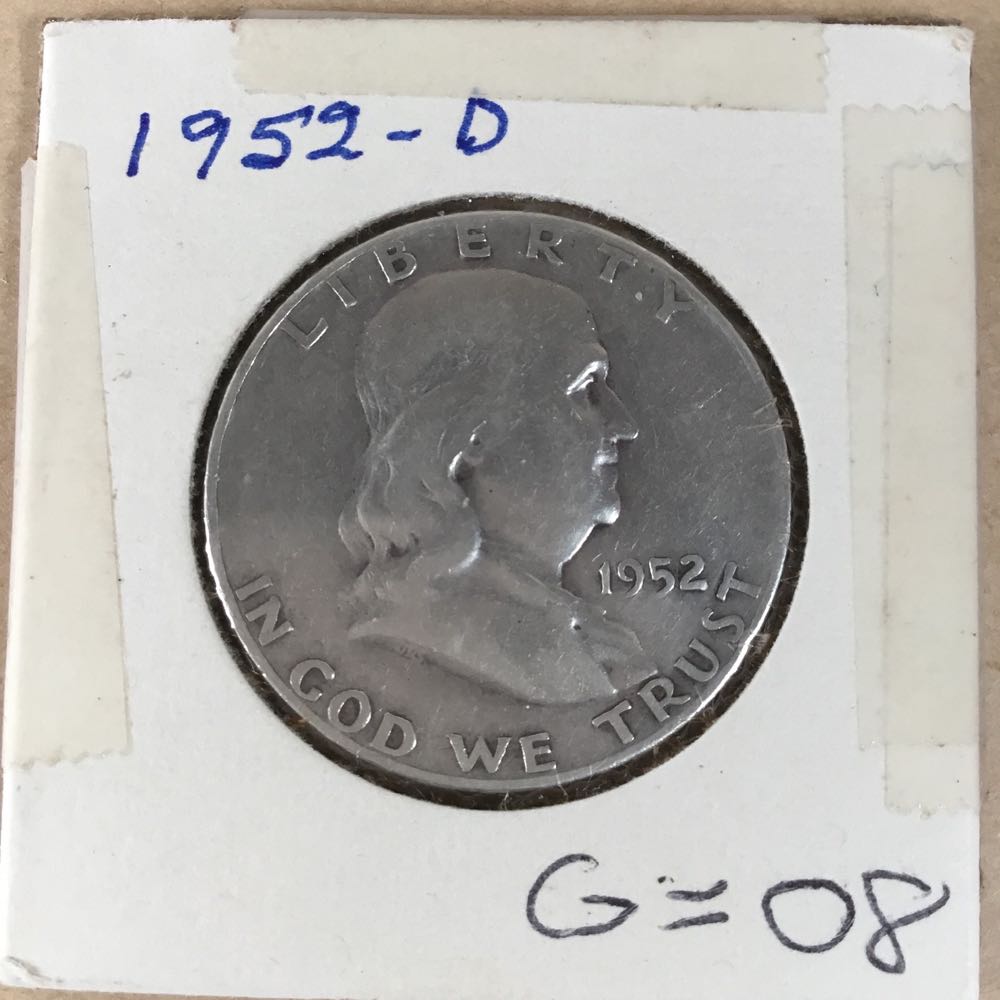 1952-D
LIBERTY
1952
IN GOD WE TRUST
G=08